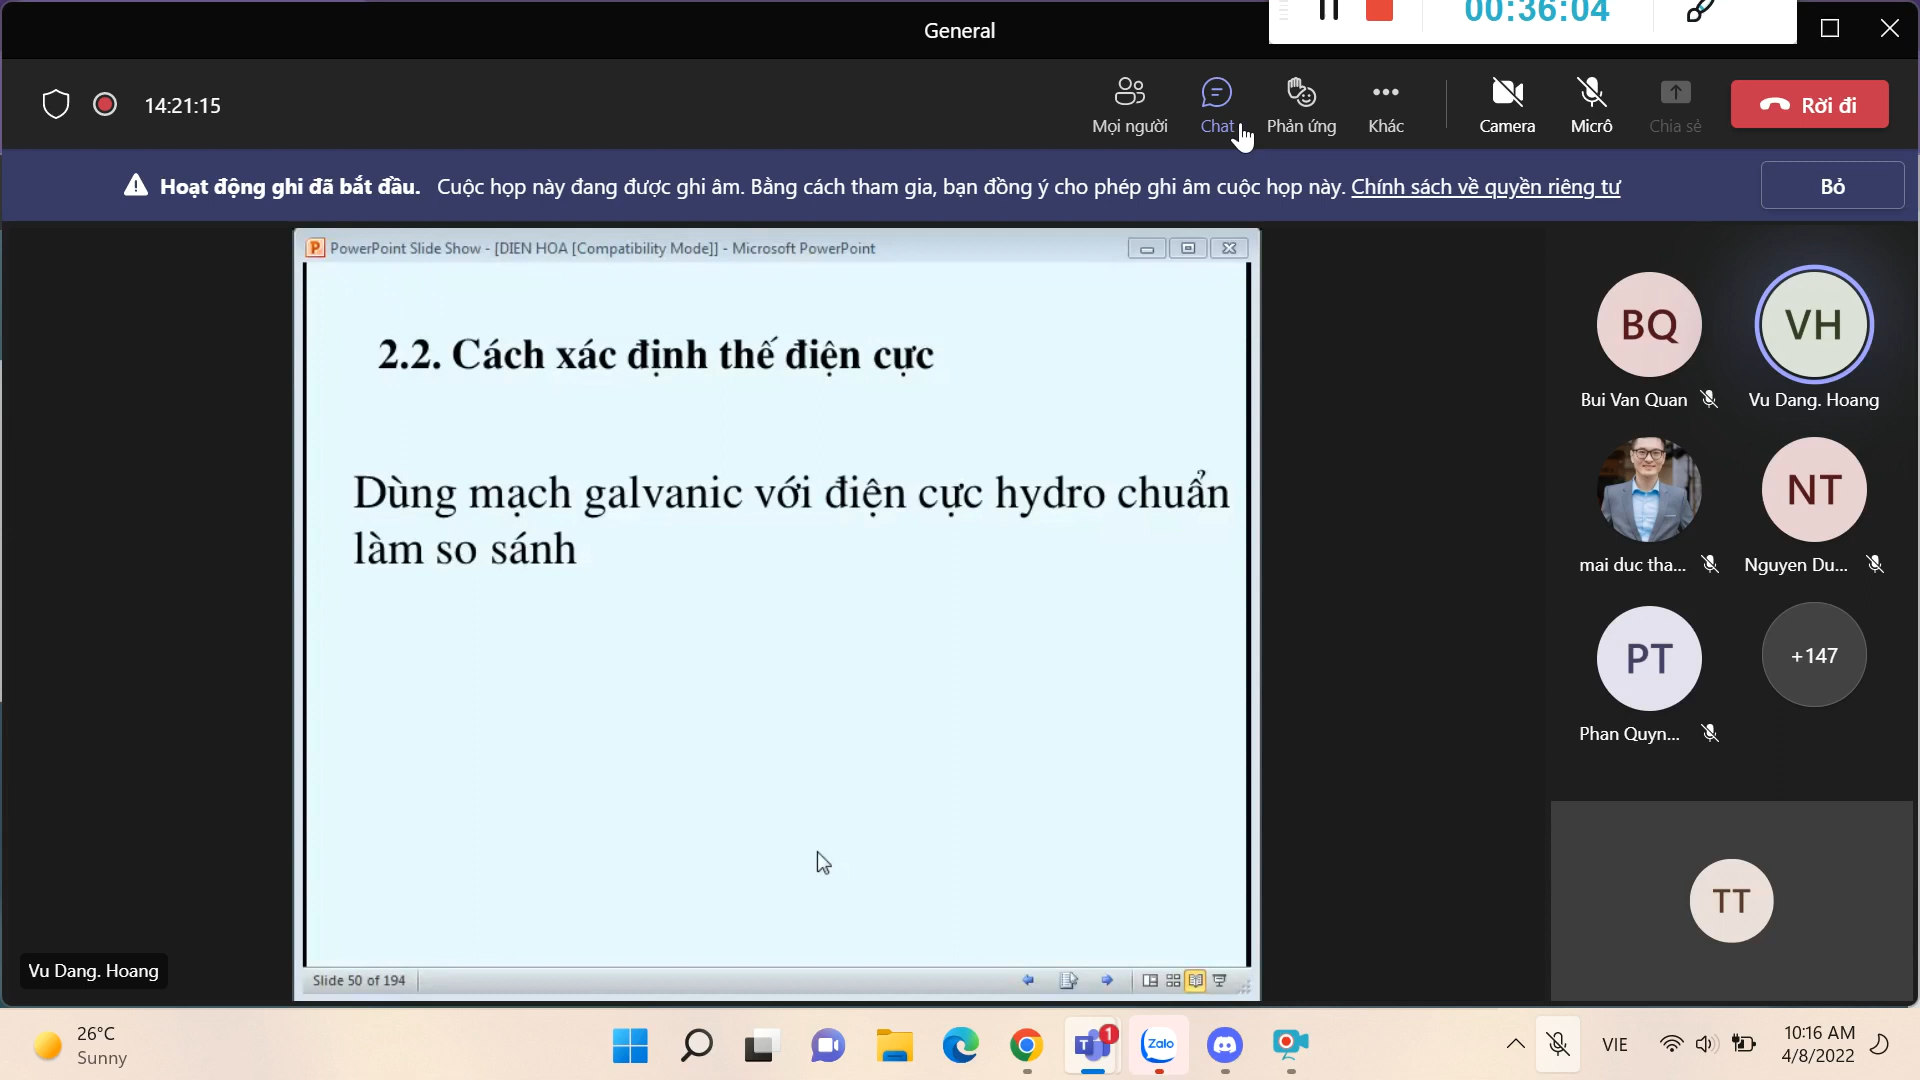 General
00:36:04
14:21:15
Mọi người
Chat
Phản ứng
Khác
Camera
Micrô
Chia sẻ
Rời đi
Hoạt động ghi đã bắt đầu. Cuộc họp này đang được ghi âm. Bằng cách tham gia, bạn đồng ý cho phép ghi âm cuộc họp này. Chính sách về quyền riêng tư
Bỏ
PowerPoint Slide Show - [DIEN HOA [Compatibility Mode]] - Microsoft PowerPoint
2.2. Cách xác định thế điện cực
Dùng mạch galvanic với điện cực hydro chuẩn
làm so sánh
Slide 50 of 194
Vu Dang. Hoang
BQ
Bui Van Quan
VH
Vu Dang. Hoang
mai duc tha...
NT
Nguyen Du...
PT
Phan Quyn...
+147
TT
26°C
Sunny
1
Zalo
VIE
10:16 AM
4/8/2022